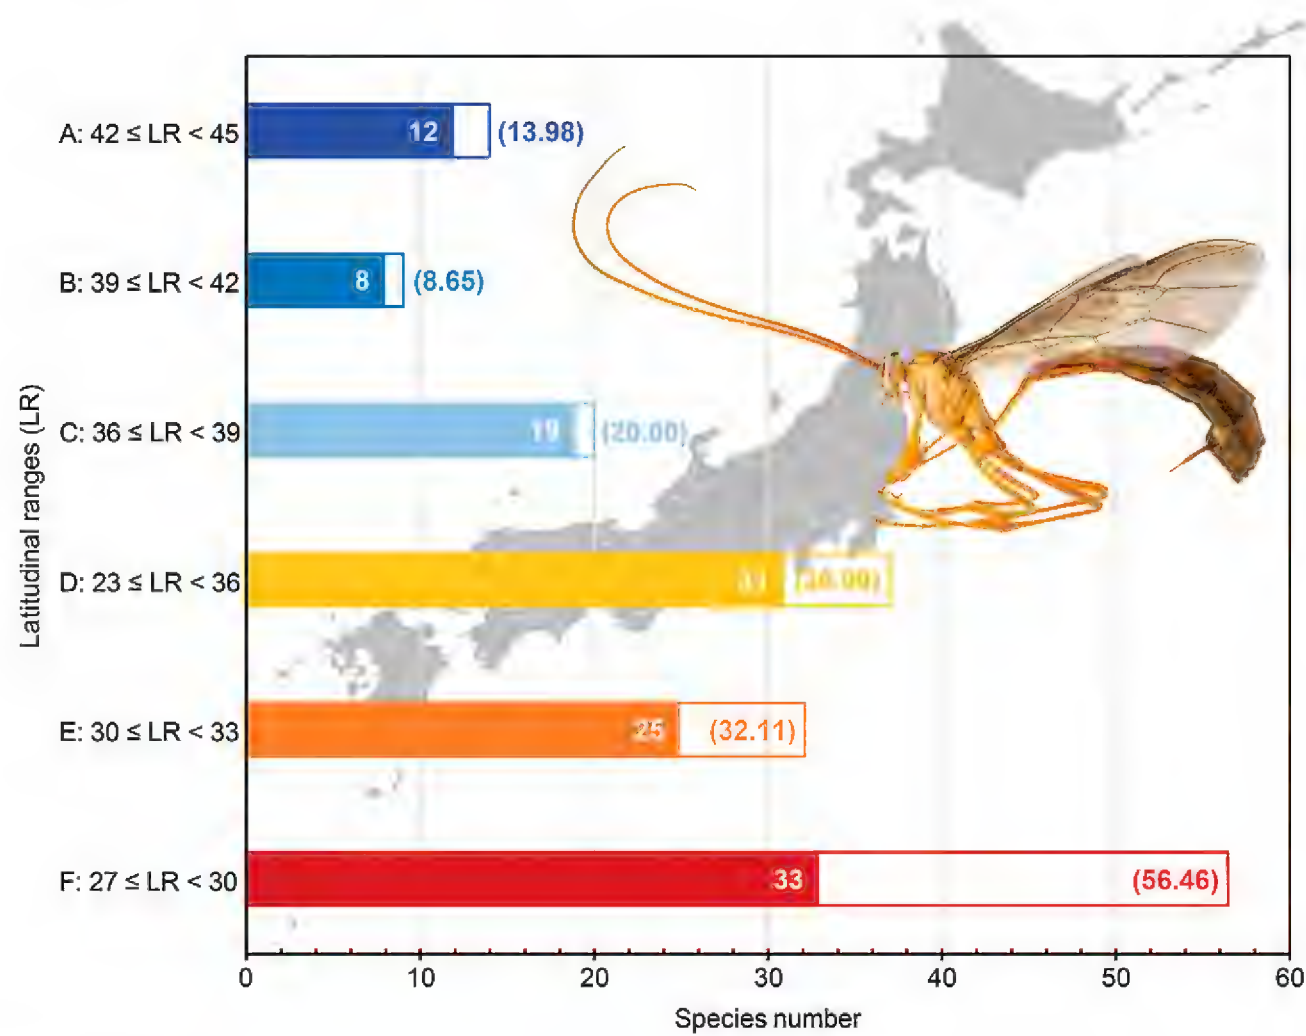 A: 42 ≤ LR < 45
12
(13.98)
B: 39 ≤ LR < 42
8
(8.65)
C: 36 ≤ LR < 39
19
(20.00)
D: 23 ≤ LR < 36
E: 30 ≤ LR < 33
25
(32.11)
F: 27 ≤ LR < 30
33
(56.46)
Latitudinal ranges (LR)
0 10 20 30 40 50 60
Species number